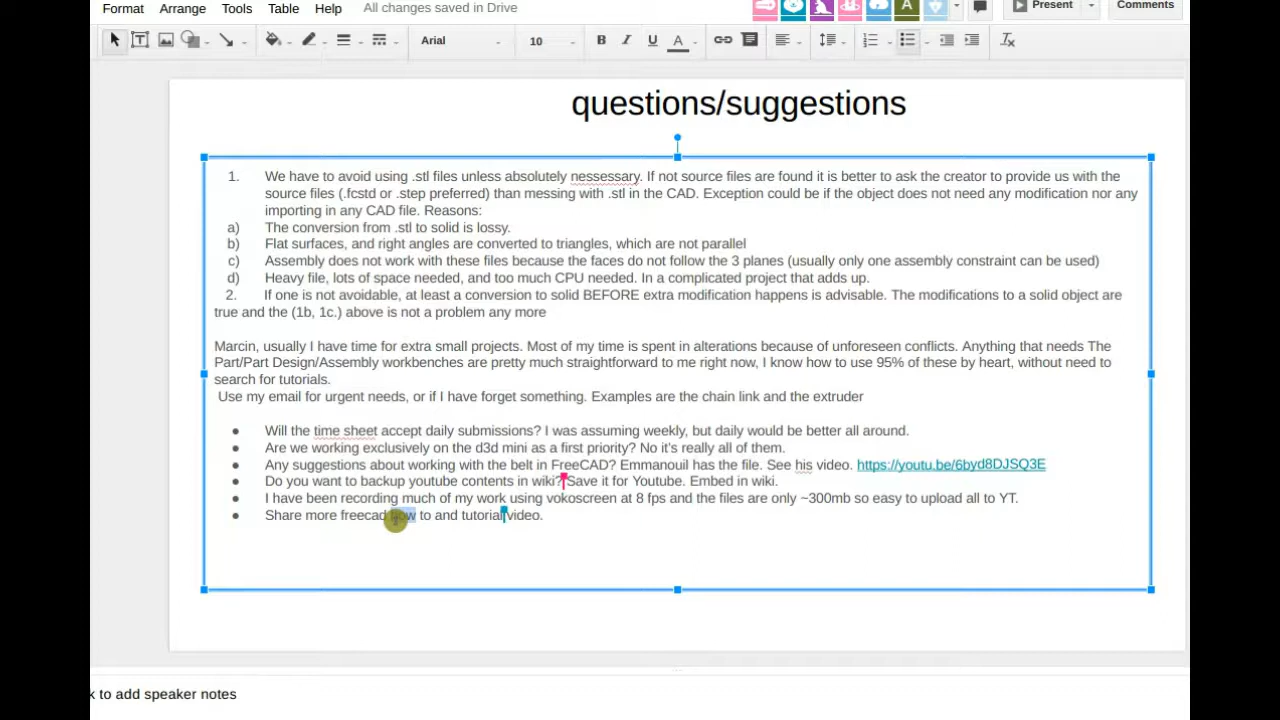 Format Arrange Tools Table Help All changes saved in Drive
A Present Comments
Arial 10 B I U A
questions/suggestions
1. We have to avoid using .stl files unless absolutely nessessary. If not source files are found it is better to ask the creator to provide us with the
source files (.fcstd or .step preferred) than messing with .stl in the CAD. Exception could be if the object does not need any modification nor any
importing in any CAD file. Reasons:
a) The conversion from .stl to solid is lossy.
b) Flat surfaces, and right angles are converted to triangles, which are not parallel
c) Assembly does not work with these files because the faces do not follow the 3 planes (usually only one assembly constraint can be used)
d) Heavy file, lots of space needed, and too much CPU needed. In a complicated project that adds up.
2. If one is not avoidable, at least a conversion to solid BEFORE extra modification happens is advisable. The modifications to a solid object are
true and the (1b, 1c.) above is not a problem any more
Marcin, usually I have time for extra small projects. Most of my time is spent in alterations because of unforeseen conflicts. Anything that needs The
Part/Part Design/Assembly workbenches are pretty much straightforward to me right now, I know how to use 95% of these by heart, without need to
search for tutorials.
Use my email for urgent needs, or if I have forget something. Examples are the chain link and the extruder
● Will the time sheet accept daily submissions? I was assuming weekly, but daily would be better all around.
● Are we working exclusively on the d3d mini as a first priority? No it's really all of them.
● Any suggestions about working with the belt in FreeCAD? Emmanouil has the file. See his video. https://youtu.be/6byd8DJSQ3E
● Do you want to backup youtube contents in wiki? Save it for Youtube. Embed in wiki.
● I have been recording much of my work using vokoscreen at 8 fps and the files are only ~300mb so easy to upload all to YT.
● Share more freecad how to and tutorial video.
k to add speaker notes